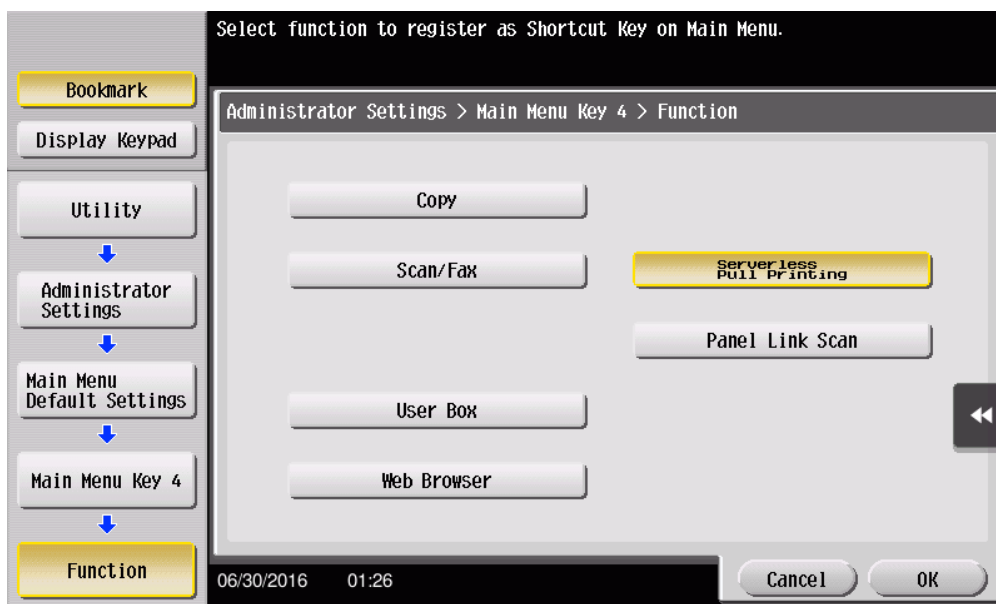 Select function to register as Shortcut Key on Main Menu.
Bookmark
Display Keypad
Utility
Administrator
Settings
Main Menu
Default Settings
Main Menu Key 4
Function
Administrator Settings > Main Menu Key 4 > Function
Copy
Scan/Fax
Serverless
Pull Printing
Panel Link Scan
User Box
Web Browser
06/30/2016 01:26
Cancel
OK